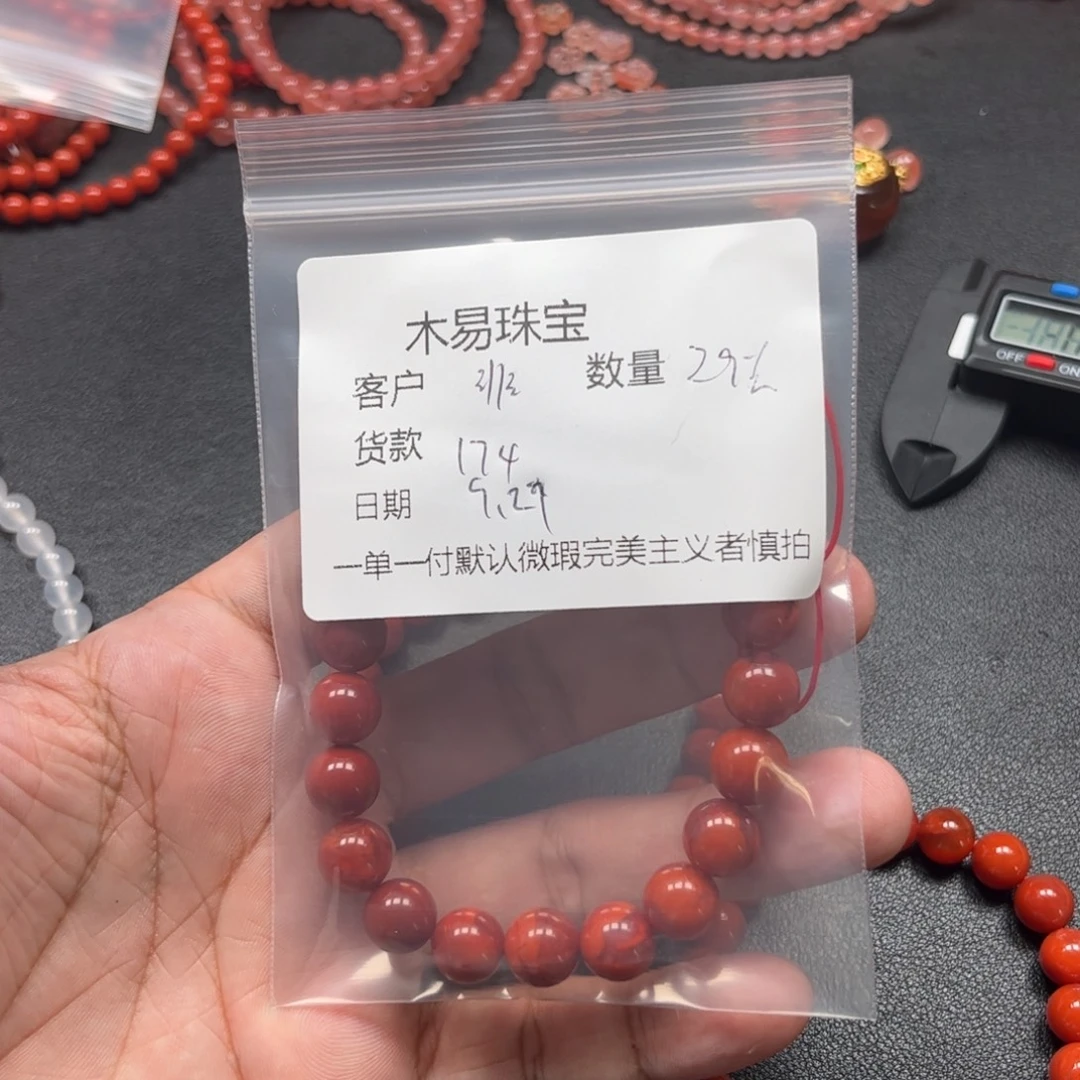 木易珠宝
客户 数量
货款 174
日期 9.29
一单一付默认微瑕完美主义者慎拍
OFF ON